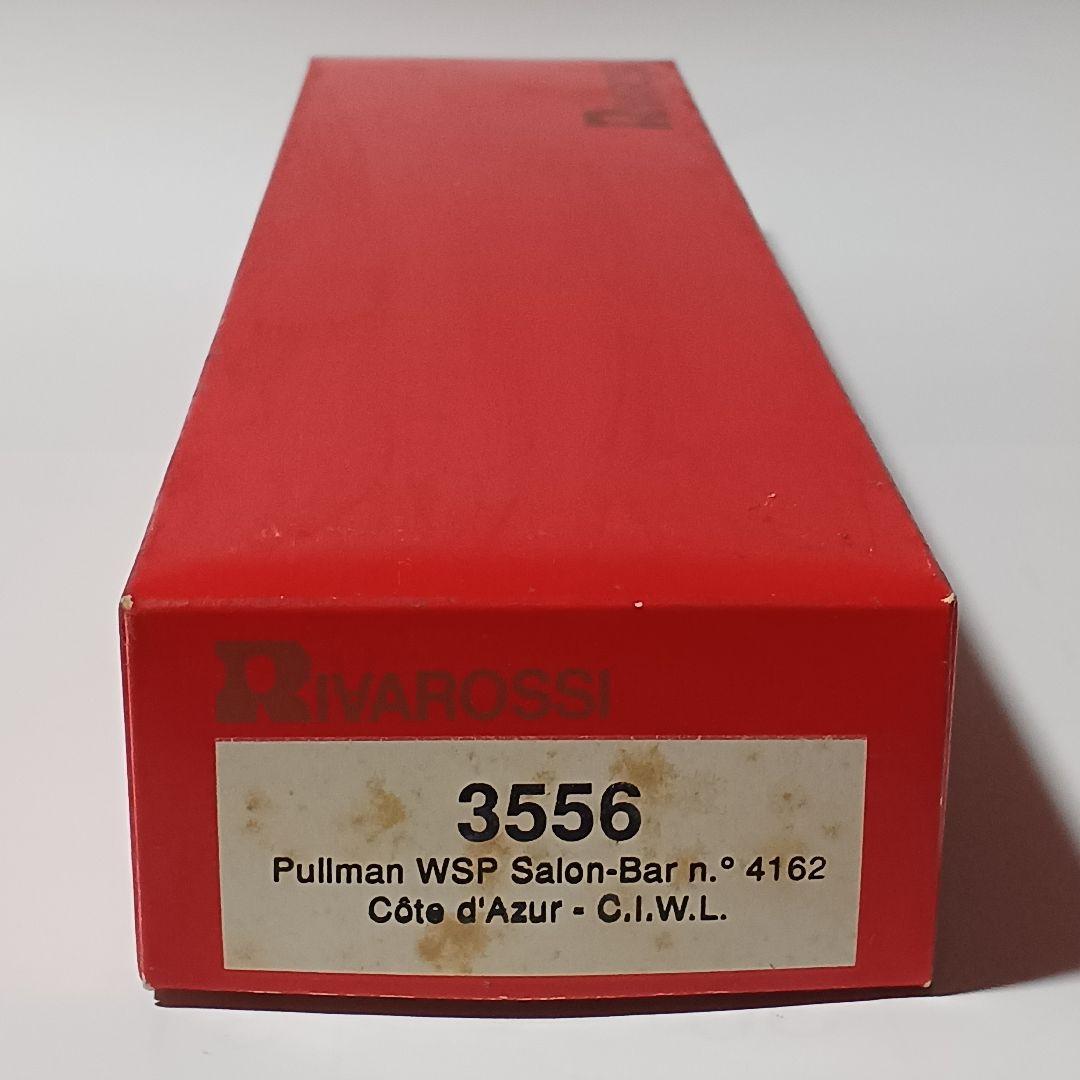 RIVAROSSI
3556
Pullman WSP Salon-Bar n.º 4162
Côte d'Azur - C.I.W.L.